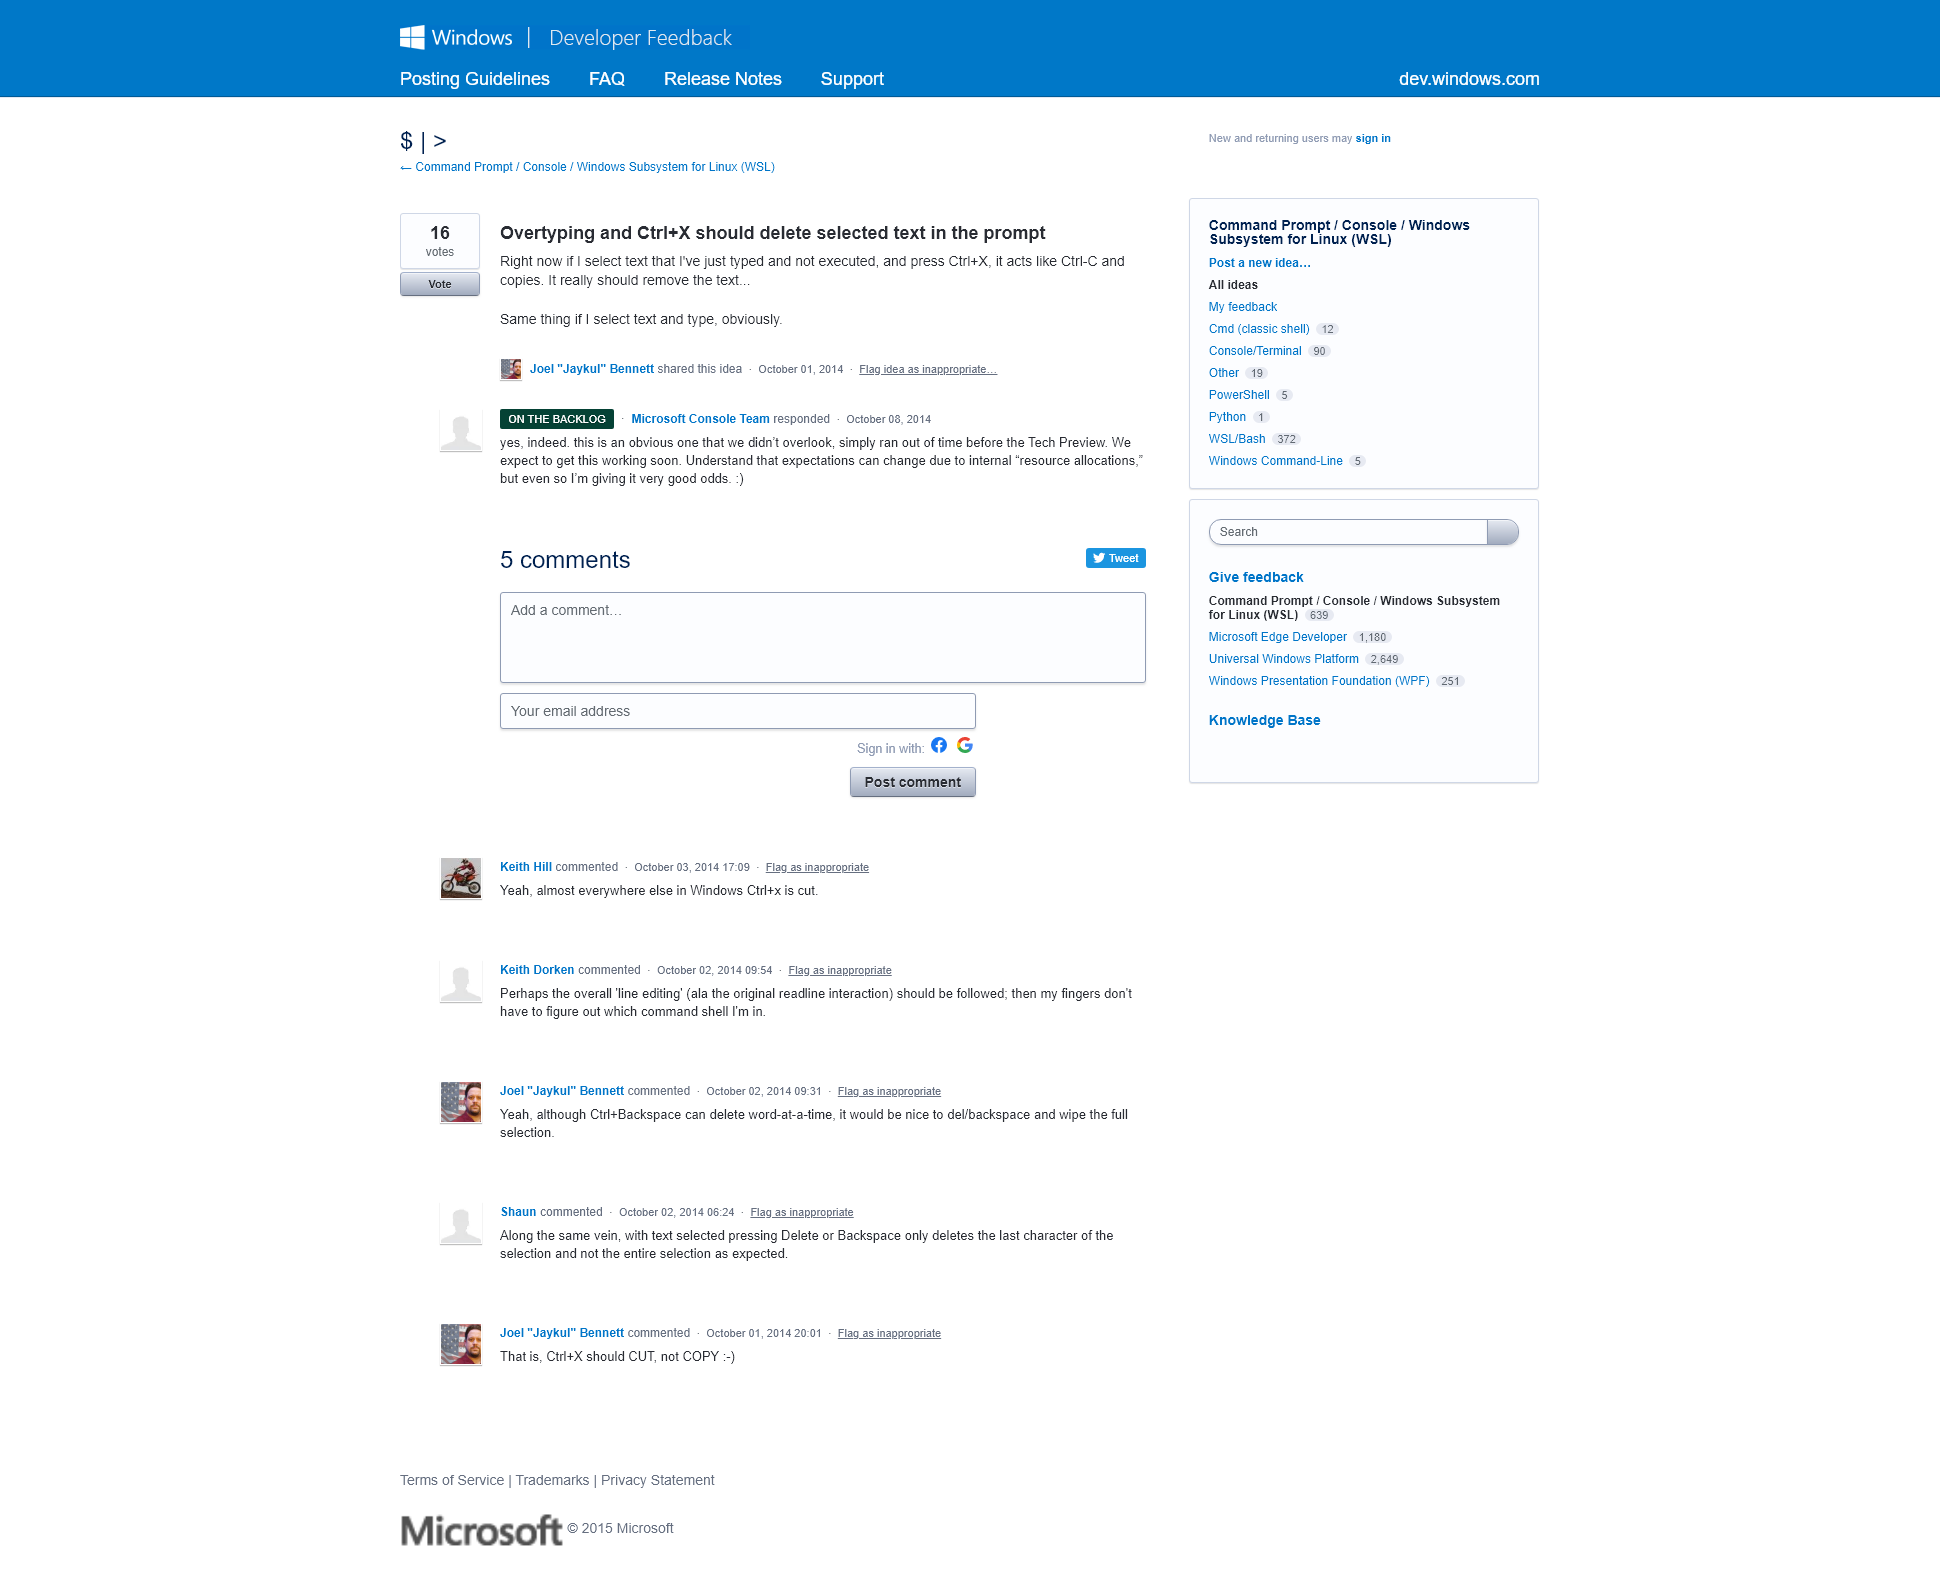 Windows | Developer Feedback
Posting Guidelines FAQ Release Notes Support dev.windows.com
$ | >
← Command Prompt / Console / Windows Subsystem for Linux (WSL)
New and returning users may sign in
16
votes
Vote
Overtyping and Ctrl+X should delete selected text in the prompt
Right now if I select text that I've just typed and not executed, and press Ctrl+X, it acts like Ctrl-C and
copies. It really should remove the text...
Same thing if I select text and type, obviously.
Joel "Jaykul" Bennett shared this idea · October 01, 2014 · Flag idea as inappropriate…
ON THE BACKLOG · Microsoft Console Team responded · October 08, 2014
yes, indeed. this is an obvious one that we didn’t overlook, simply ran out of time before the Tech Preview. We
expect to get this working soon. Understand that expectations can change due to internal “resource allocations,”
but even so I’m giving it very good odds. :)
5 comments
Tweet
Add a comment…
Your email address
Sign in with:
Post comment
Keith Hill commented · October 03, 2014 17:09 · Flag as inappropriate
Yeah, almost everywhere else in Windows Ctrl+x is cut.
Keith Dorken commented · October 02, 2014 09:54 · Flag as inappropriate
Perhaps the overall 'line editing' (ala the original readline interaction) should be followed; then my fingers don't
have to figure out which command shell I'm in.
Joel "Jaykul" Bennett commented · October 02, 2014 09:31 · Flag as inappropriate
Yeah, although Ctrl+Backspace can delete word-at-a-time, it would be nice to del/backspace and wipe the full
selection.
Shaun commented · October 02, 2014 06:24 · Flag as inappropriate
Along the same vein, with text selected pressing Delete or Backspace only deletes the last character of the
selection and not the entire selection as expected.
Joel "Jaykul" Bennett commented · October 01, 2014 20:01 · Flag as inappropriate
That is, Ctrl+X should CUT, not COPY :-)
Command Prompt / Console / Windows
Subsystem for Linux (WSL)
Post a new idea…
All ideas
My feedback
Cmd (classic shell) 12
Console/Terminal 90
Other 19
PowerShell 5
Python 1
WSL/Bash 372
Windows Command-Line 5
Search
Give feedback
Command Prompt / Console / Windows Subsystem
for Linux (WSL) 639
Microsoft Edge Developer 1,180
Universal Windows Platform 2,649
Windows Presentation Foundation (WPF) 251
Knowledge Base
Terms of Service | Trademarks | Privacy Statement
Microsoft © 2015 Microsoft